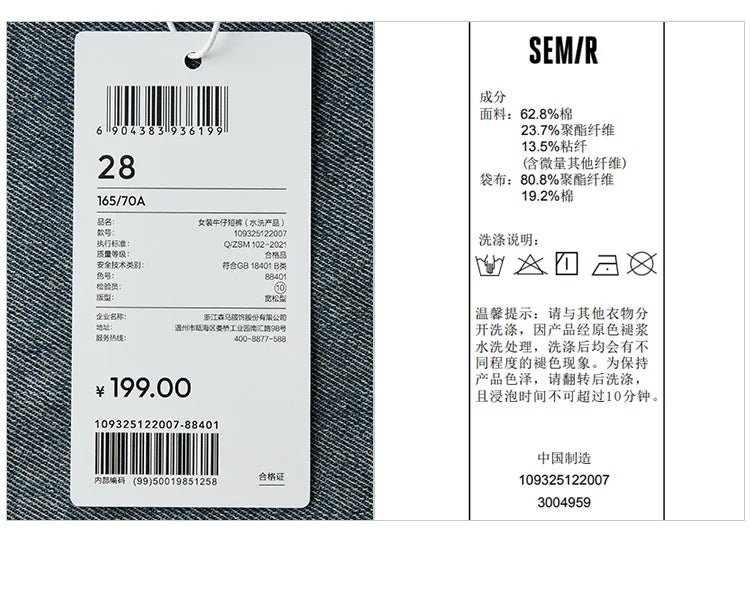 6 904383 936199
28
165/70A
品名: 女装牛仔短裤(水洗产品)
款号: 109325122007
执行标准: Q/ZSM 102-2021
质量等级: 合格品
安全技术类别: 符合GB 18401 B类
色号: 88401
检验员: 10
版型: 宽松型
企业名称: 浙江森马服饰股份有限公司
地址: 温州市瓯海区娄桥工业园南汇路98号
服务热线: 400-8877-588
¥ 199.00
109325122007-88401
内部编码 (99)50019851258
合格证
SEMIR
成分
面料: 62.8%棉
23.7%聚酯纤维
13.5%粘纤
(含微量其他纤维)
袋布: 80.8%聚酯纤维
19.2%棉
洗涤说明:
温馨提示: 请与其他衣物分
开洗涤, 因产品经原色褪浆
水洗处理, 洗涤后均会有不
同程度的褪色现象。为保持
产品色泽, 请翻转后洗涤,
且浸泡时间不可超过10分钟。
中国制造
109325122007
3004959